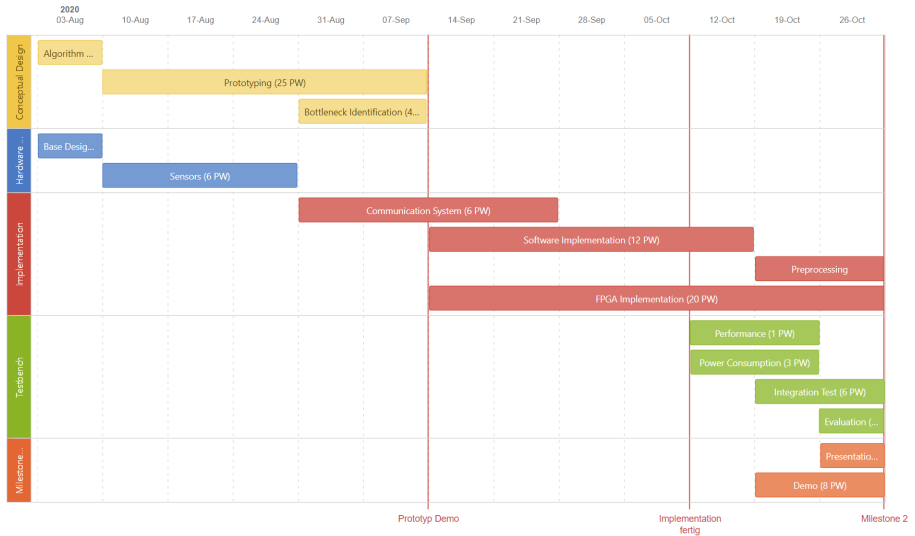 2020
03-Aug 10-Aug 17-Aug 24-Aug 31-Aug 07-Sep 14-Sep 21-Sep 28-Sep 05-Oct 12-Oct 19-Oct 26-Oct
Conceptual Design
Algorithm ...
Prototyping (25 PW)
Bottleneck Identification (4...
Hardware ...
Base Desig...
Sensors (6 PW)
Implementation
Communication System (6 PW)
Software Implementation (12 PW)
Preprocessing
FPGA Implementation (20 PW)
Testbench
Performance (1 PW)
Power Consumption (3 PW)
Integration Test (6 PW)
Evaluation (...
Milestone...
Presentatio...
Demo (8 PW)
Prototyp Demo
Implementation
fertig
Milestone 2